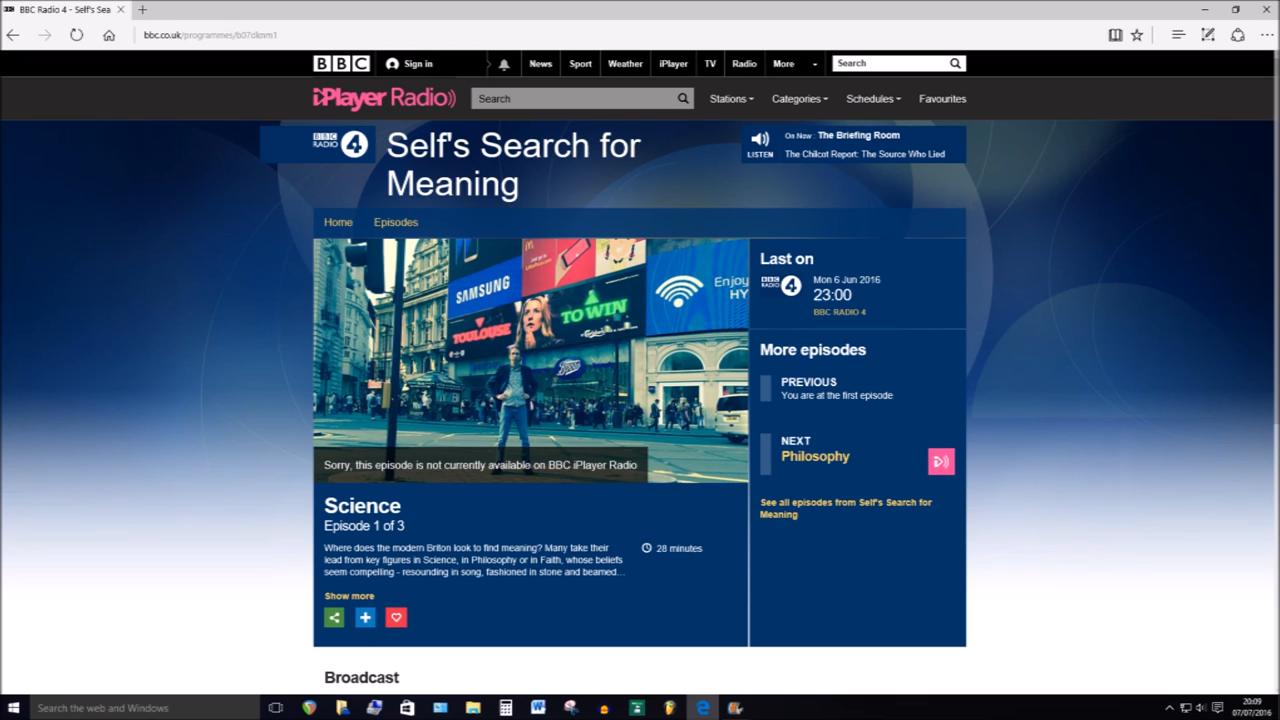 BBC Radio 4 - Self's Sea
bbc.co.uk/programmes/b07dkmm1
BBC Sign in News Sport Weather iPlayer TV Radio More Search
iPlayer Radio Search Stations Categories Schedules Favourites
BBC RADIO 4
Self's Search for
Meaning
LISTEN
On Now : The Briefing Room
The Chilcot Report: The Source Who Lied
Home Episodes
SAMSUNG
TOULOUSE
TO WIN
Boots
Enjoy
HY
Sorry, this episode is not currently available on BBC iPlayer Radio
Last on
BBC RADIO 4
Mon 6 Jun 2016
23:00
BBC RADIO 4
More episodes
PREVIOUS
You are at the first episode
NEXT
Philosophy
See all episodes from Self's Search for
Meaning
Science
Episode 1 of 3
Where does the modern Briton look to find meaning? Many take their
lead from key figures in Science, in Philosophy or in Faith, whose beliefs
seem compelling - resounding in song, fashioned in stone and beamed...
28 minutes
Show more
Broadcast
Search the web and Windows
20:09
07/07/2016